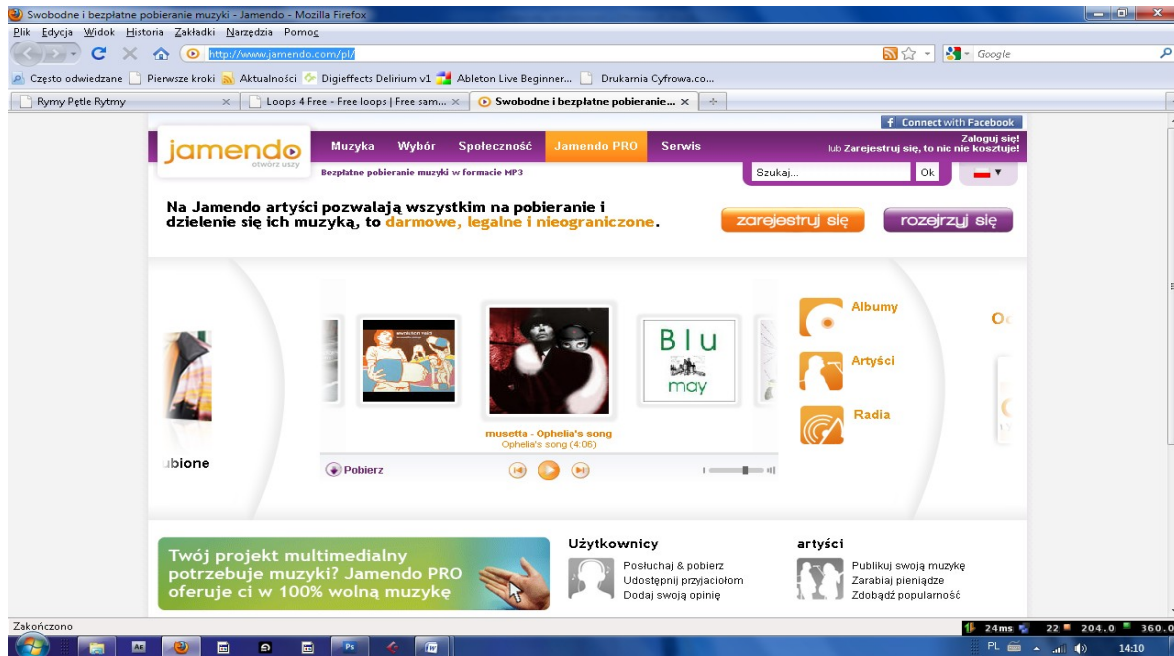 Swobodne i bezpłatne pobieranie muzyki - Jamendo - Mozilla Firefox
Plik Edycja Widok Historia Zakładki Narzędzia Pomoc
http://www.jamendo.com/pl/
Google
Często odwiedzane Pierwsze kroki Aktualności Digieffects Delirium v1 Ableton Live Beginner... Drukarnia Cyfrowa.co...
Rymy Pętle Rytmy
Loops 4 Free - Free loops | Free sam...
Swobodne i bezpłatne pobieranie...
f Connect with Facebook
jamendo
otwórz uszy
Muzyka Wybór Społeczność Jamendo PRO Serwis
Zaloguj się!
lub Zarejestruj się, to nic nie kosztuje!
Bezpłatne pobieranie muzyki w formacie MP3
Szukaj...
Ok
Na Jamendo artyści pozwalają wszystkim na pobieranie i
dzielenie się ich muzyką, to darmowe, legalne i nieograniczone.
zarejestruj się
rozejrzyj się
Blu
may
Albumy
Artyści
Radia
musetta - Ophelia's song
Ophelia's song (4:06)
ubione
Pobierz
Twój projekt multimedialny
potrzebuje muzyki? Jamendo PRO
oferuje ci w 100% wolną muzykę
Użytkownicy
Posłuchaj & pobierz
Udostępnij przyjaciołom
Dodaj swoją opinię
artyści
Publikuj swoją muzykę
Zarabiaj pieniądze
Zdobądź popularność
Zakończono
24ms 22 204.0 360.0
AE
Ps
PL
14:10